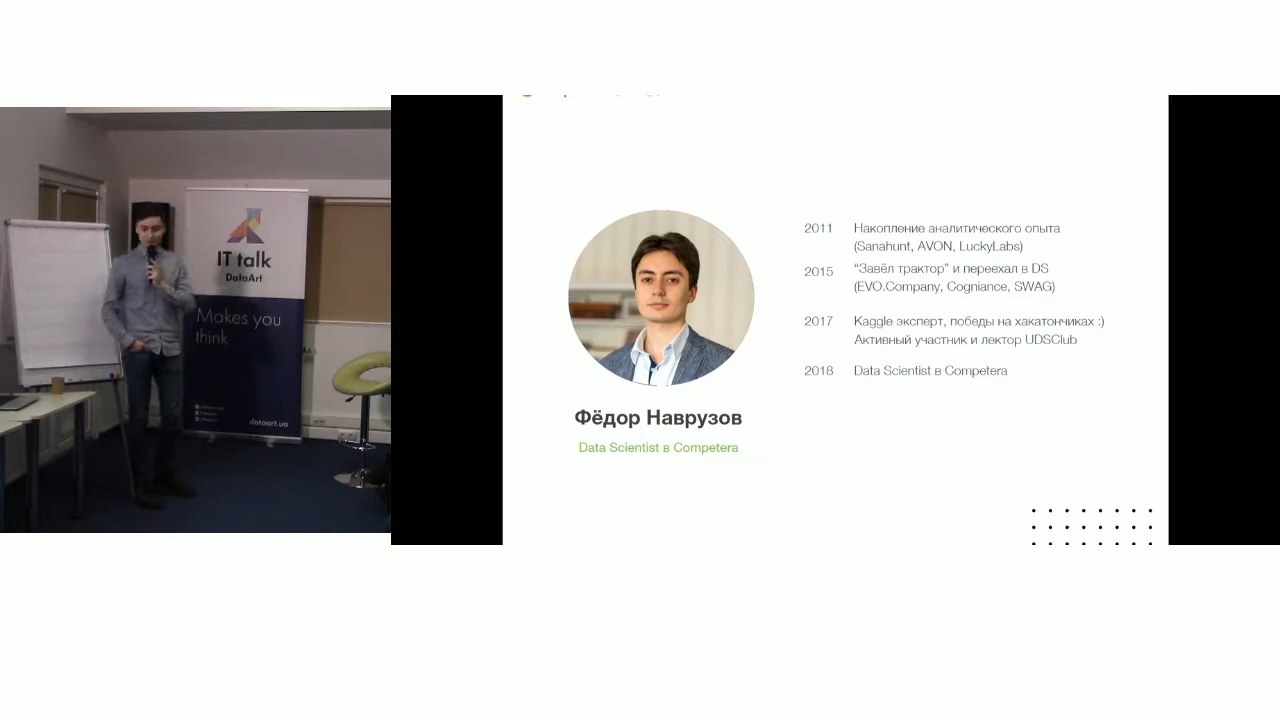 IT talk
DataArt
Makes you
think
dataart.ua
2011 Накопление аналитического опыта
(Sanahunt, AVON, LuckyLabs)
2015 “Завёл трактор” и переехал в DS
(EVO.Company, Cogniance, SWAG)
2017 Kaggle эксперт, победы на хакатончиках :)
Активный участник и лектор UDSClub
2018 Data Scientist в Competera
Фёдор Наврузов
Data Scientist в Competera